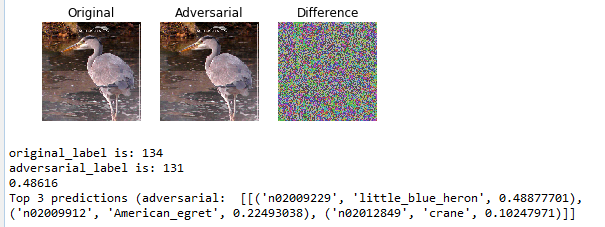 Original Adversarial Difference
original_label is: 134
adversarial_label is: 131
0.48616
Top 3 predictions (adversarial:  [[('n02009229', 'little_blue_heron', 0.48877701),
('n02009912', 'American_egret', 0.22493038), ('n02012849', 'crane', 0.10247971)]]